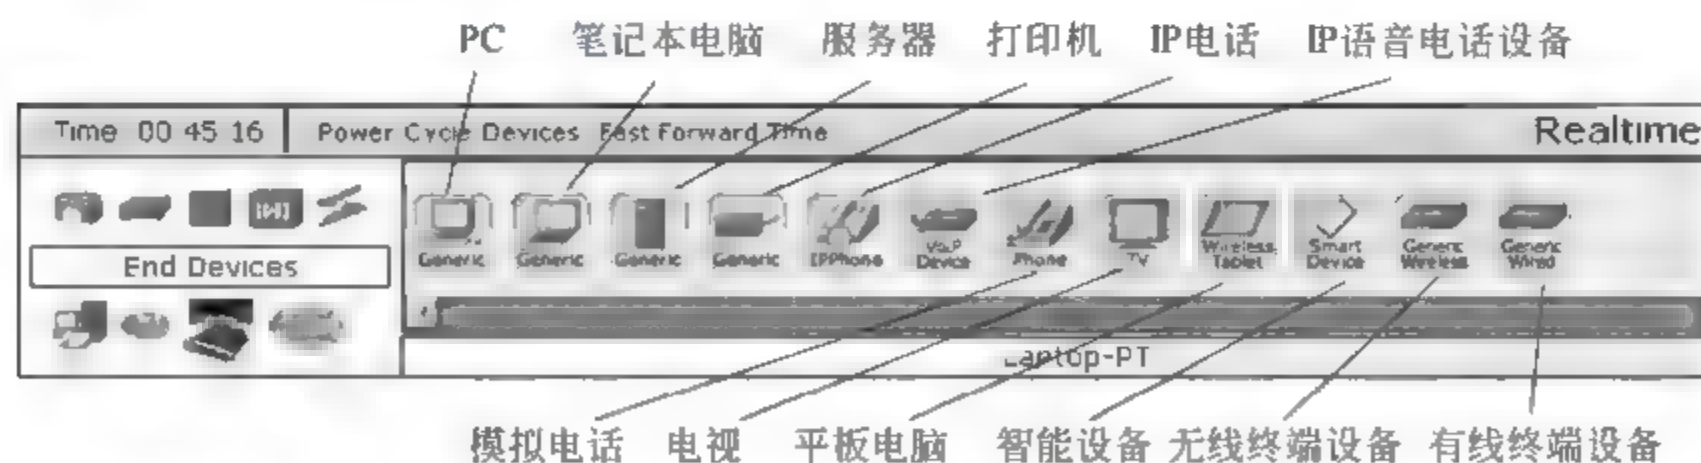 PC 笔记本电脑 服务器 打印机 IP电话 IP语音电话设备
Time 00 45 16 Power Cycle Devices Fast Forward Time Realtime
Generic Generic Generic Generic IPPhone VoIP Device Phone TV Wireless Tablet Smart Device Generic Wireless Generic Wired
End Devices
Laptop-PT
模拟电话 电视 平板电脑 智能设备 无线终端设备 有线终端设备